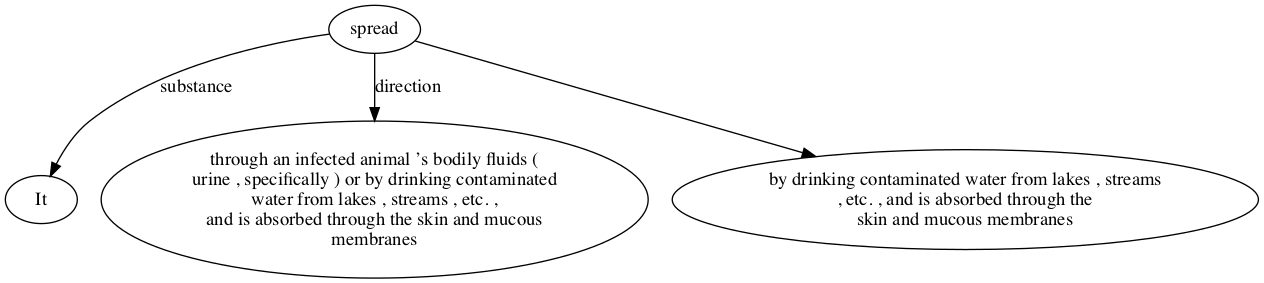 spread
substance
direction
It
through an infected animal 's bodily fluids (
urine , specifically ) or by drinking contaminated
water from lakes , streams , etc. ,
and is absorbed through the skin and mucous
membranes
by drinking contaminated water from lakes , streams
, etc. , and is absorbed through the
skin and mucous membranes